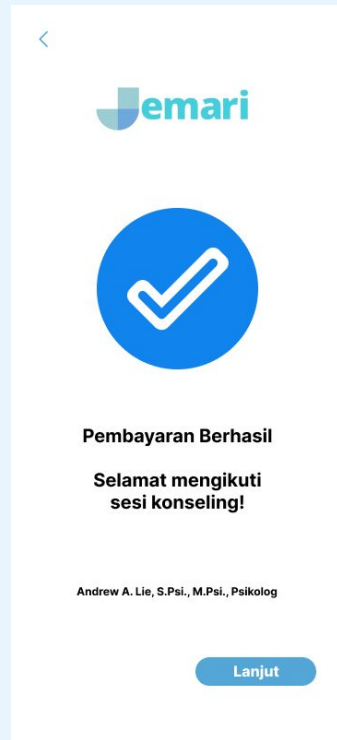 Jemari
Pembayaran Berhasil
Selamat mengikuti
sesi konseling!
Andrew A. Lie, S.Psi., M.Psi., Psikolog
Lanjut